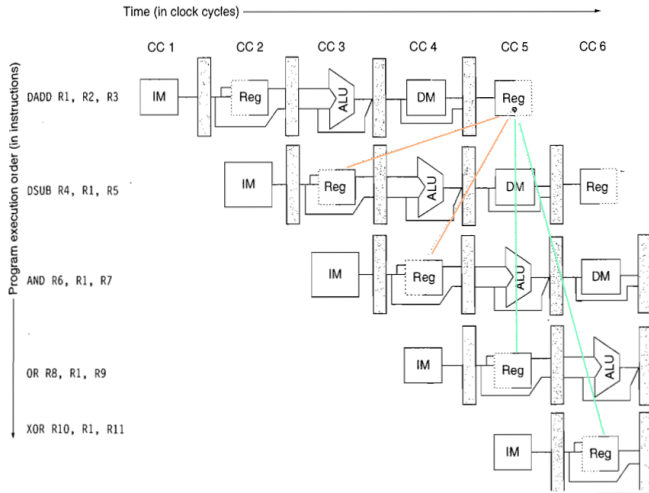 Time (in clock cycles)
CC 1 CC 2 CC 3 CC 4 CC 5 CC 6
Program execution order (in instructions)
DADD R1, R2, R3 IM Reg ALU DM Reg
DSUB R4, R1, R5 IM Reg ALU DM Reg
AND R6, R1, R7 IM Reg ALU DM
OR R8, R1, R9 IM Reg ALU
XOR R10, R1, R11 IM Reg